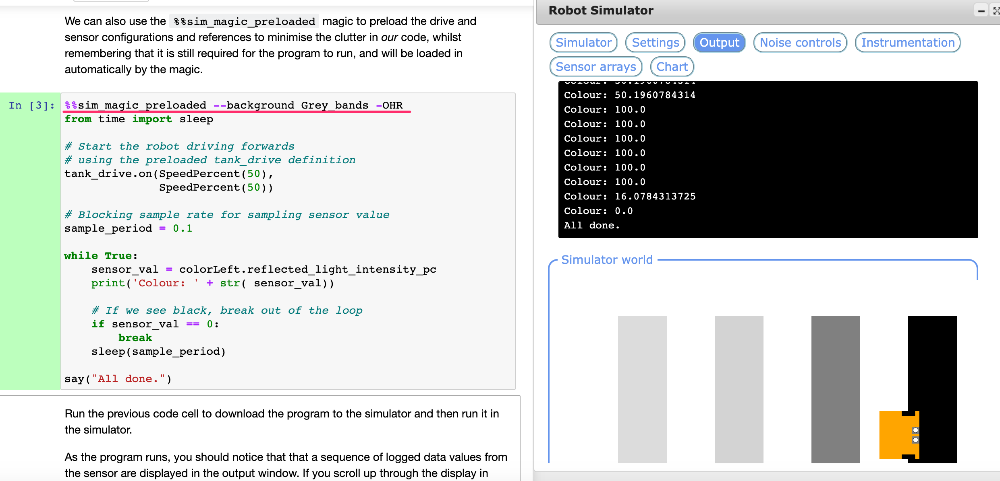 We can also use the %%sim_magic_preloaded magic to preload the drive and
sensor configurations and references to minimise the clutter in our code, whilst
remembering that it is still required for the program to run, and will be loaded in
automatically by the magic.
In [3]:
%%sim_magic_preloaded --background Grey_bands -OHR
from time import sleep
# Start the robot driving forwards
# using the preloaded tank_drive definition
tank_drive.on(SpeedPercent(50),
SpeedPercent(50))
# Blocking sample rate for sampling sensor value
sample_period = 0.1
while True:
sensor_val = colorLeft.reflected_light_intensity_pc
print('Colour: ' + str( sensor_val))
# If we see black, break out of the loop
if sensor_val == 0:
break
sleep(sample_period)
say("All done.")
Run the previous code cell to download the program to the simulator and then run it in
the simulator.
As the program runs, you should notice that that a sequence of logged data values from
the sensor are displayed in the output window. If you scroll up through the display in
Robot Simulator
Simulator Settings Output Noise controls Instrumentation
Sensor arrays Chart
Colour: 50.1960784314
Colour: 50.1960784314
Colour: 100.0
Colour: 100.0
Colour: 100.0
Colour: 100.0
Colour: 100.0
Colour: 100.0
Colour: 16.0784313725
Colour: 0.0
All done.
Simulator world